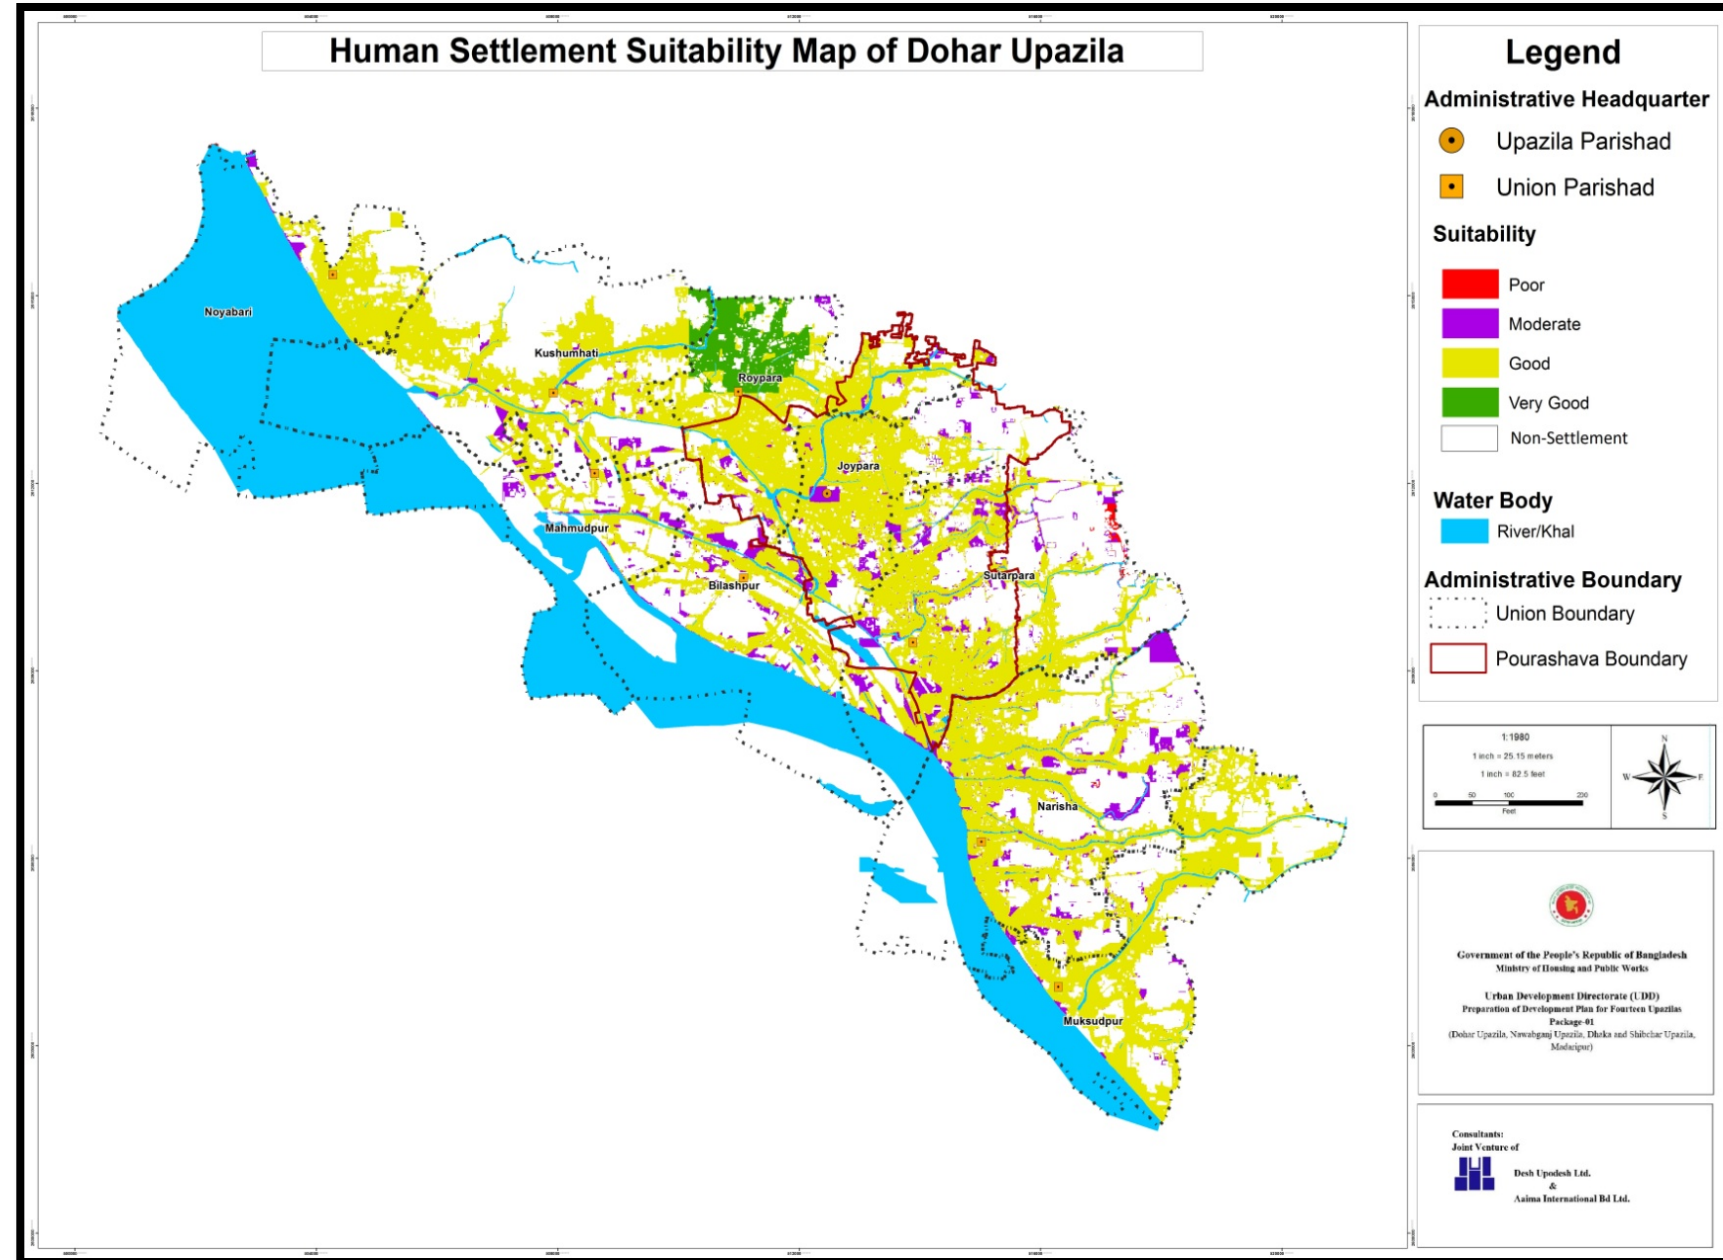 Human Settlement Suitability Map of Dohar Upazila
Noyabari
Kushumhati
Roypara
Joypara
Mahmudpur
Bilashpur
Sutarpara
Narisha
Muksudpur
Legend
Administrative Headquarter
Upazila Parishad
Union Parishad
Suitability
Poor
Moderate
Good
Very Good
Non-Settlement
Water Body
River/Khal
Administrative Boundary
Union Boundary
Pourashava Boundary
1:1980
1 inch = 25.15 meters
1 inch = 82.5 feet
0 50 100 200
Feet
N
W E
S
Government of the People's Republic of Bangladesh
Ministry of Housing and Public Works
Urban Development Directorate (UDD)
Preparation of Development Plan for Fourteen Upazilas
Package-01
(Dohar Upazila, Nawabganj Upazila, Dhaka and Shibchar Upazila,
Madaripur)
Consultants:
Joint Venture of
Desh Upodesh Ltd.
&
Aaima International Bd Ltd.